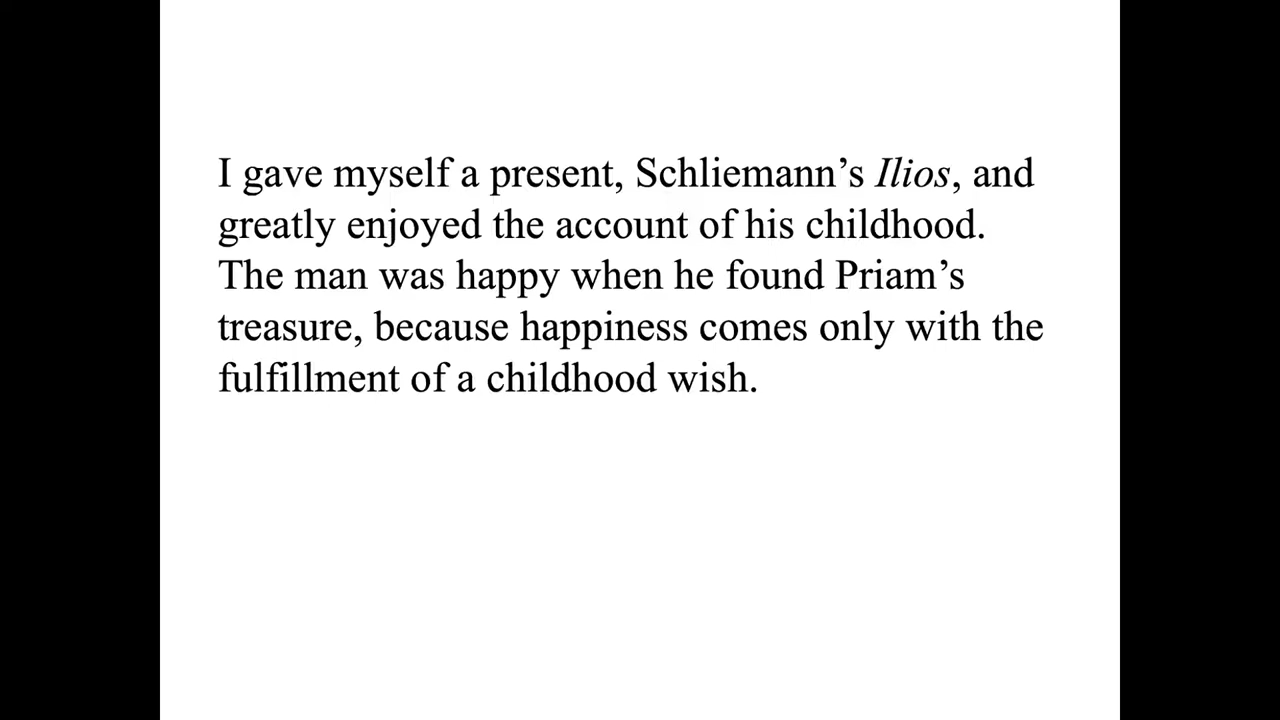 I gave myself a present, Schliemann’s Ilios, and
greatly enjoyed the account of his childhood.
The man was happy when he found Priam’s
treasure, because happiness comes only with the
fulfillment of a childhood wish.